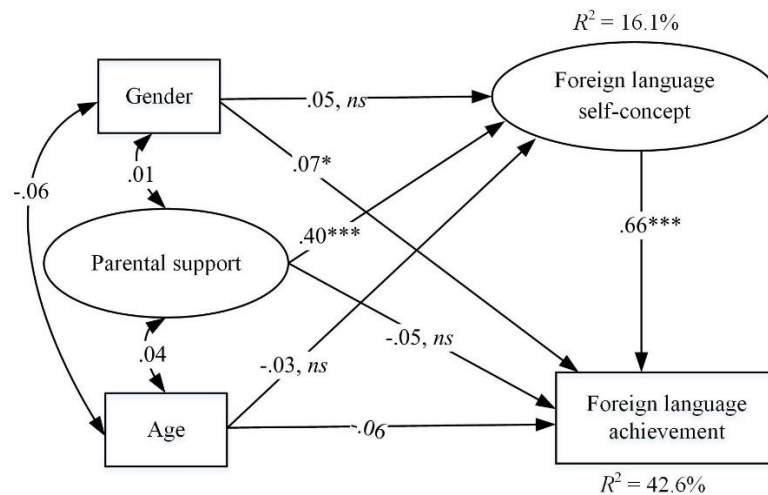 R² = 16.1%
Gender
Foreign language
self-concept
.05, ns
.07*
.01
-.06
.40***
.66***
Parental support
-.05, ns
.04
-.03, ns
Age
-.06
Foreign language
achievement
R² = 42.6%